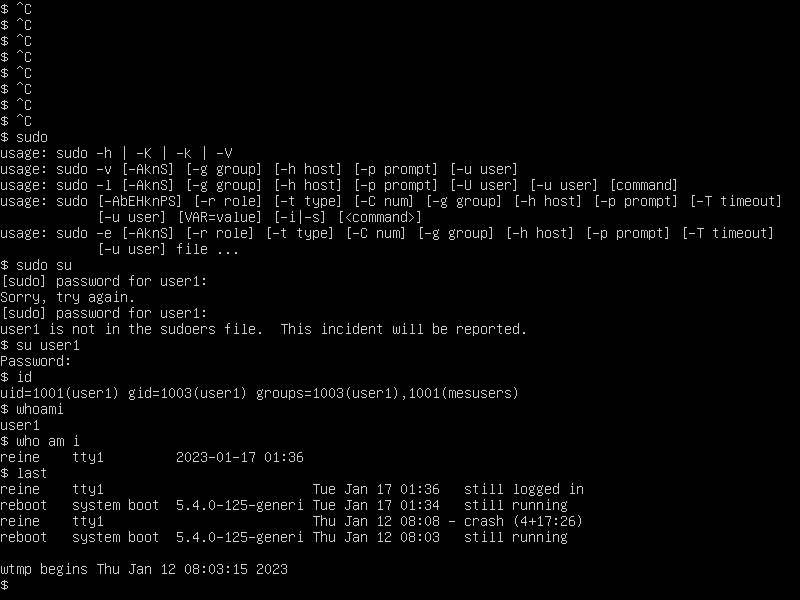 $ ^C
$ ^C
$ ^C
$ ^C
$ ^C
$ ^C
$ ^C
$ ^C
$ sudo
usage: sudo -h | -K | -k | -V
usage: sudo -v [-AknS] [-g group] [-h host] [-p prompt] [-u user]
usage: sudo -l [-AknS] [-g group] [-h host] [-p prompt] [-U user] [-u user] [command]
usage: sudo [-AbEHknPS] [-r role] [-t type] [-C num] [-g group] [-h host] [-p prompt] [-T timeout]
            [-u user] [VAR=value] [-i|-s] [<command>]
usage: sudo -e [-AknS] [-r role] [-t type] [-C num] [-g group] [-h host] [-p prompt] [-T timeout]
            [-u user] file ...
$ sudo su
[sudo] password for user1:
Sorry, try again.
[sudo] password for user1:
user1 is not in the sudoers file.  This incident will be reported.
$ su user1
Password:
$ id
uid=1001(user1) gid=1003(user1) groups=1003(user1),1001(mesusers)
$ whoami
user1
$ who am i
reine    tty1         2023-01-17 01:36
$ last
reine    tty1                          Tue Jan 17 01:36   still logged in
reboot   system boot  5.4.0-125-generi Tue Jan 17 01:34   still running
reine    tty1                          Thu Jan 12 08:08 - crash (4+17:26)
reboot   system boot  5.4.0-125-generi Thu Jan 12 08:03   still running

wtmp begins Thu Jan 12 08:03:15 2023
$